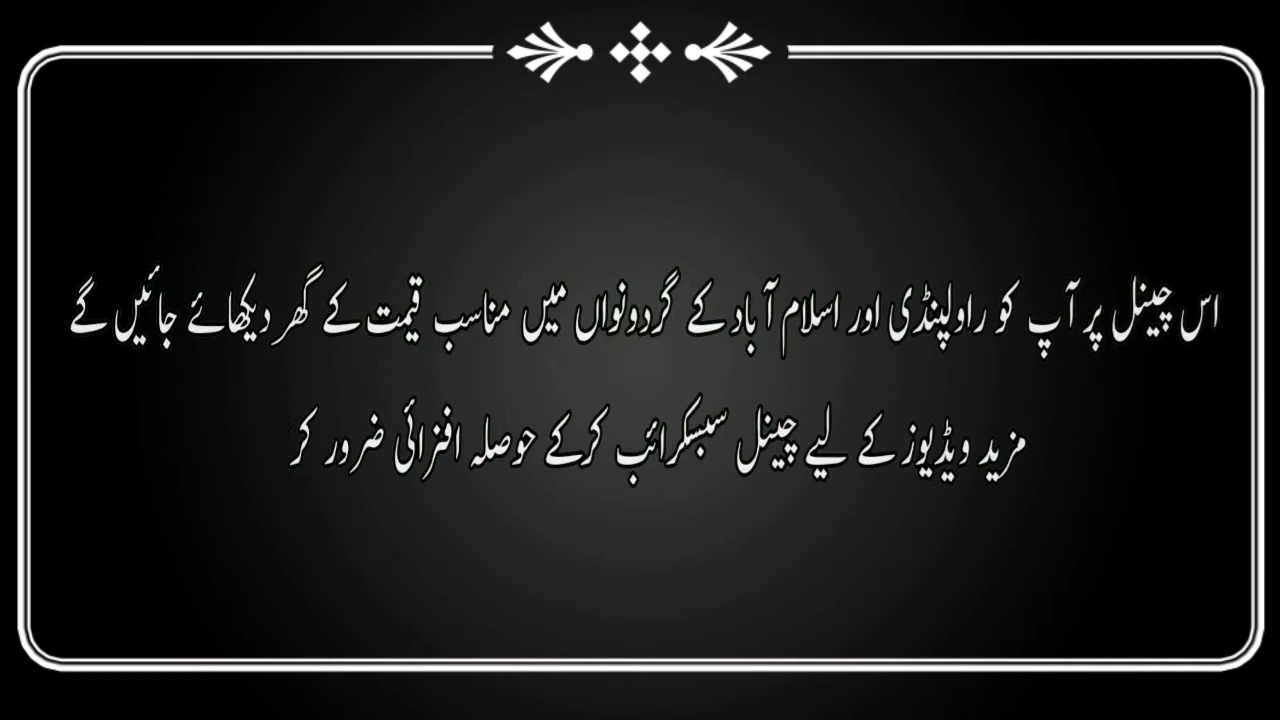 اس چینل پر آپ کو راولپنڈی اور اسلام آباد کے گردونواں میں مناسب قیمت کے گھر دیکھائے جائیں گے
مزید ویڈیوز کے لیے چینل سبسکرائب کرکے حوصلہ افزائی ضرور کر